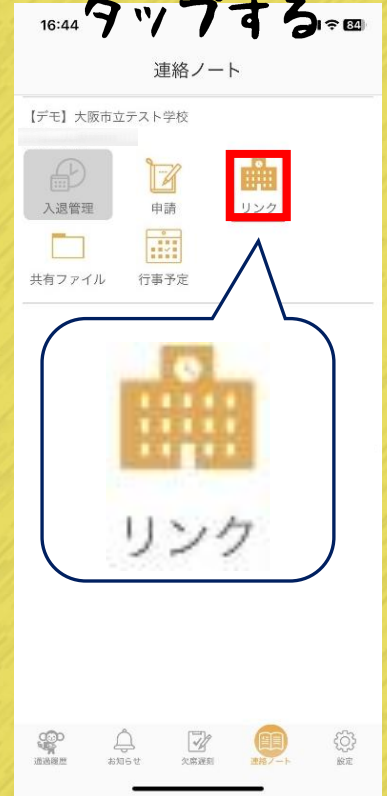 タップする
16:44
84
連絡ノート
【デモ】大阪市立テスト学校
入退管理 申請 リンク
共有ファイル 行事予定
リンク
通過履歴 お知らせ 欠席遅刻 連絡ノート 設定